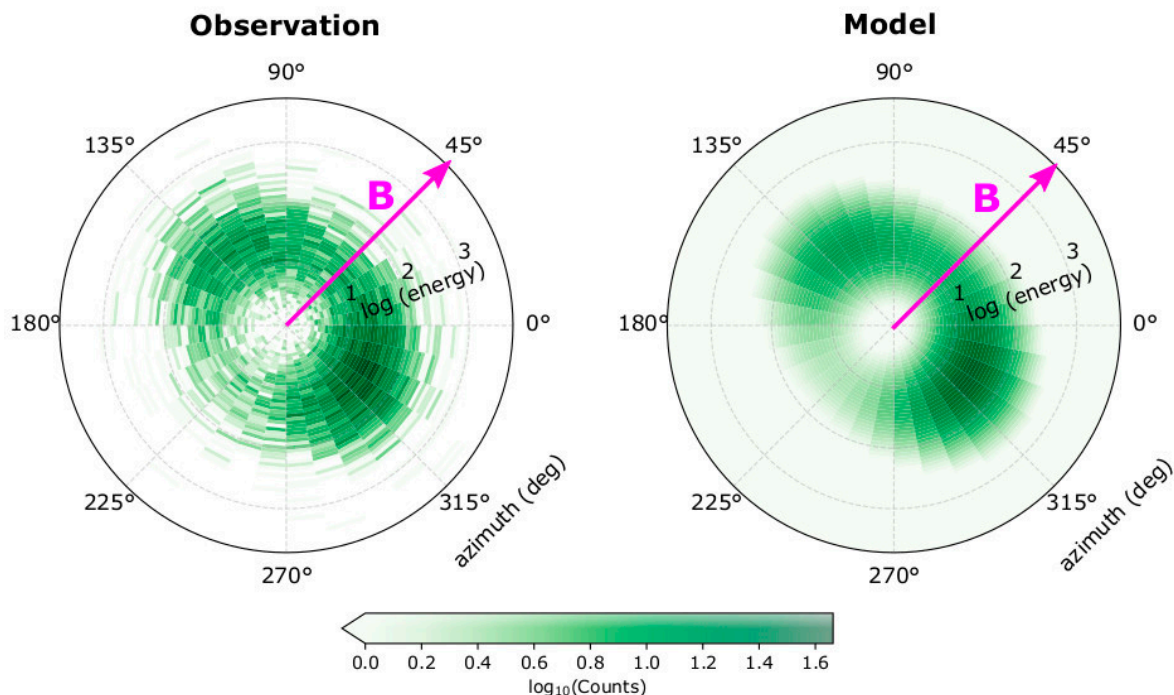 Observation
90°
135°
45°
B
3
2
1
log (energy)
180°
0°
225°
315°
azimuth (deg)
270°
Model
90°
135°
45°
B
3
2
1
log (energy)
180°
0°
225°
315°
azimuth (deg)
270°
0.0 0.2 0.4 0.6 0.8 1.0 1.2 1.4 1.6
log₁₀(Counts)